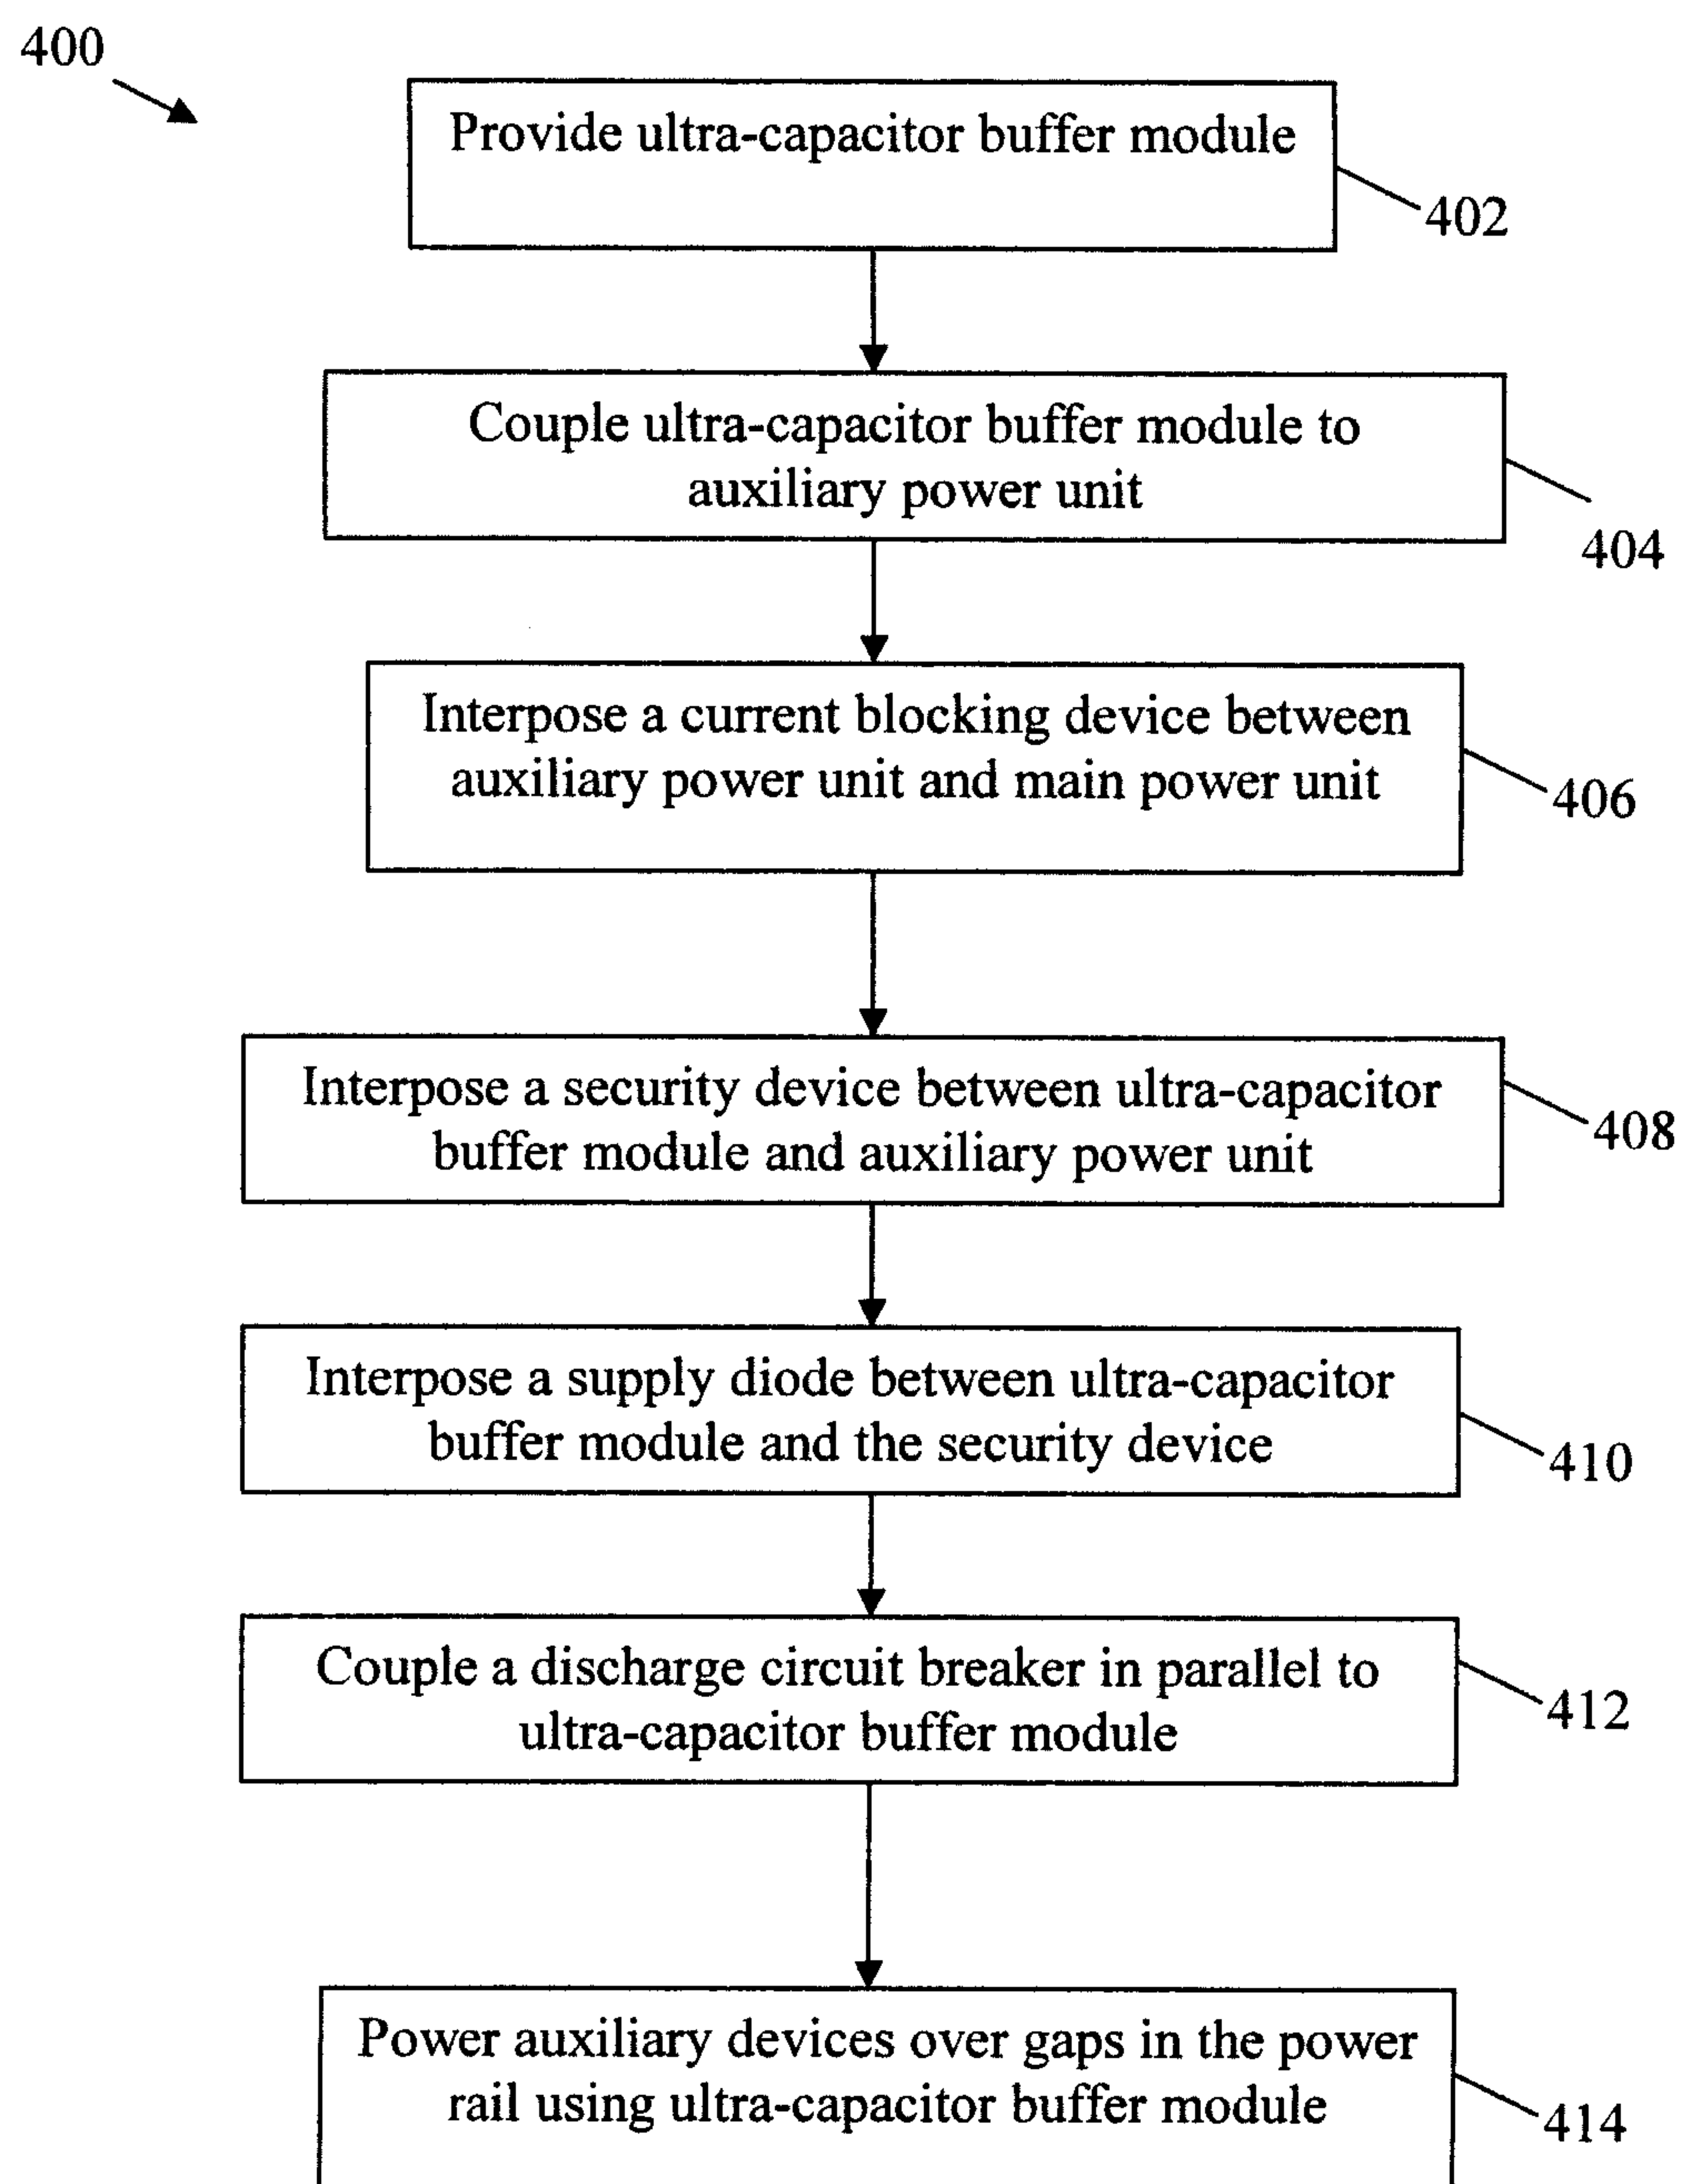 400
Provide ultra-capacitor buffer module
402
Couple ultra-capacitor buffer module to
auxiliary power unit
404
Interpose a current blocking device between
auxiliary power unit and main power unit
406
Interpose a security device between ultra-capacitor
buffer module and auxiliary power unit
408
Interpose a supply diode between ultra-capacitor
buffer module and the security device
410
Couple a discharge circuit breaker in parallel to
ultra-capacitor buffer module
412
Power auxiliary devices over gaps in the power
rail using ultra-capacitor buffer module
414